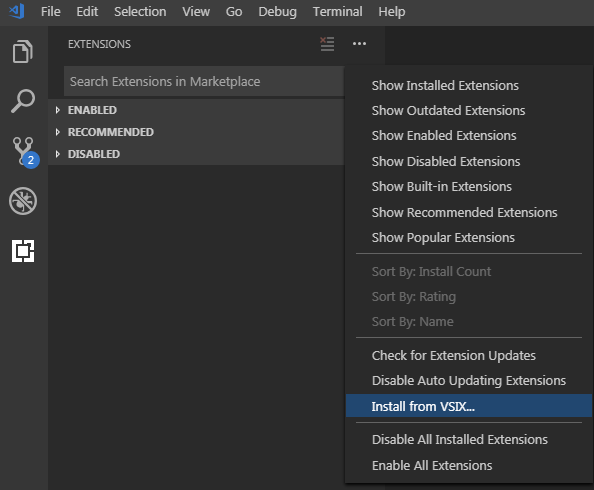 File Edit Selection View Go Debug Terminal Help
EXTENSIONS
Search Extensions in Marketplace
ENABLED
RECOMMENDED
DISABLED
2
Show Installed Extensions
Show Outdated Extensions
Show Enabled Extensions
Show Disabled Extensions
Show Built-in Extensions
Show Recommended Extensions
Show Popular Extensions
Sort By: Install Count
Sort By: Rating
Sort By: Name
Check for Extension Updates
Disable Auto Updating Extensions
Install from VSIX...
Disable All Installed Extensions
Enable All Extensions